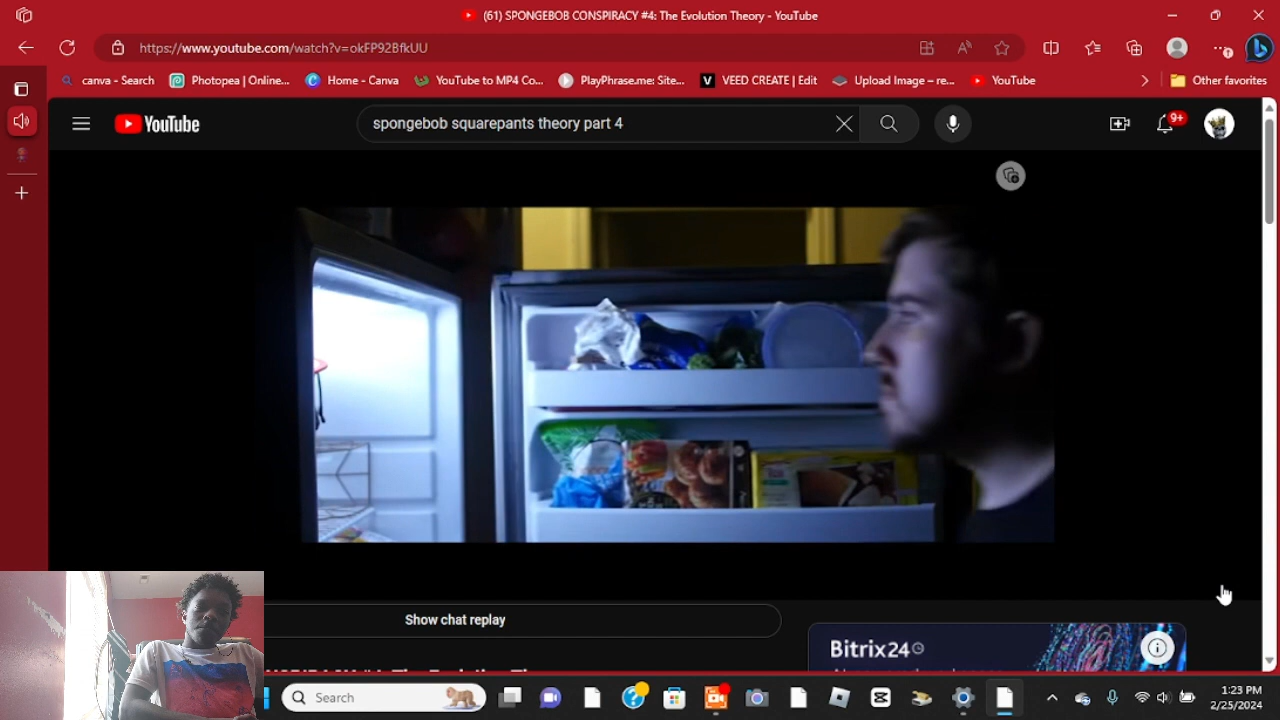 (61) SPONGEBOB CONSPIRACY #4: The Evolution Theory - YouTube
https://www.youtube.com/watch?v=okFP92BfkUU
canva - Search
Photopea | Online...
Home - Canva
YouTube to MP4 Co...
PlayPhrase.me: Site...
VEED CREATE | Edit
Upload Image – re...
YouTube
Other favorites
YouTube
spongebob squarepants theory part 4
9+
Show chat replay
Bitrix24
Search
1:23 PM
2/25/2024